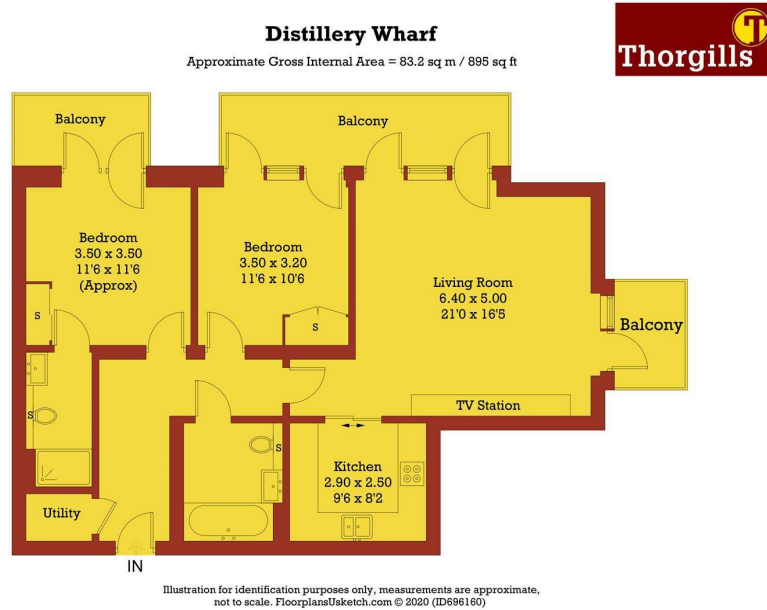 Distillery Wharf
Approximate Gross Internal Area = 83.2 sq m / 895 sq ft
T
Thorgills
Balcony
Balcony
Bedroom
3.50 x 3.50
11'6 x 11'6
(Approx)
Bedroom
3.50 x 3.20
11'6 x 10'6
Living Room
6.40 x 5.00
21'0 x 16'5
Balcony
S
S
TV Station
S
S
Kitchen
2.90 x 2.50
9'6 x 8'2
Utility
IN
Illustration for identification purposes only, measurements are approximate,
not to scale. FloorplansUsketch.com © 2020 (ID696160)